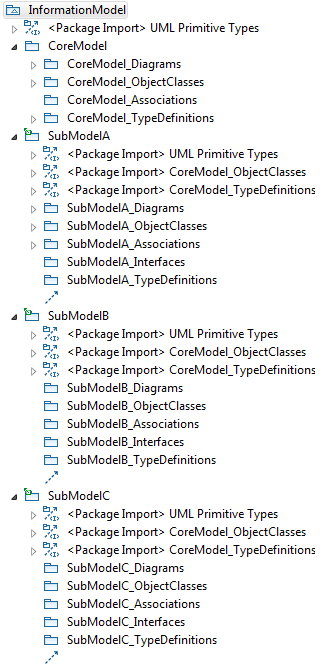 InformationModel
<Package Import> UML Primitive Types
CoreModel
CoreModel_Diagrams
CoreModel_ObjectClasses
CoreModel_Associations
CoreModel_TypeDefinitions
SubModelA
<Package Import> UML Primitive Types
<Package Import> CoreModel_ObjectClasses
<Package Import> CoreModel_TypeDefinitions
SubModelA_Diagrams
SubModelA_ObjectClasses
SubModelA_Associations
SubModelA_Interfaces
SubModelA_TypeDefinitions
SubModelB
<Package Import> UML Primitive Types
<Package Import> CoreModel_ObjectClasses
<Package Import> CoreModel_TypeDefinitions
SubModelB_Diagrams
SubModelB_ObjectClasses
SubModelB_Associations
SubModelB_Interfaces
SubModelB_TypeDefinitions
SubModelC
<Package Import> UML Primitive Types
<Package Import> CoreModel_ObjectClasses
<Package Import> CoreModel_TypeDefinitions
SubModelC_Diagrams
SubModelC_ObjectClasses
SubModelC_Associations
SubModelC_Interfaces
SubModelC_TypeDefinitions